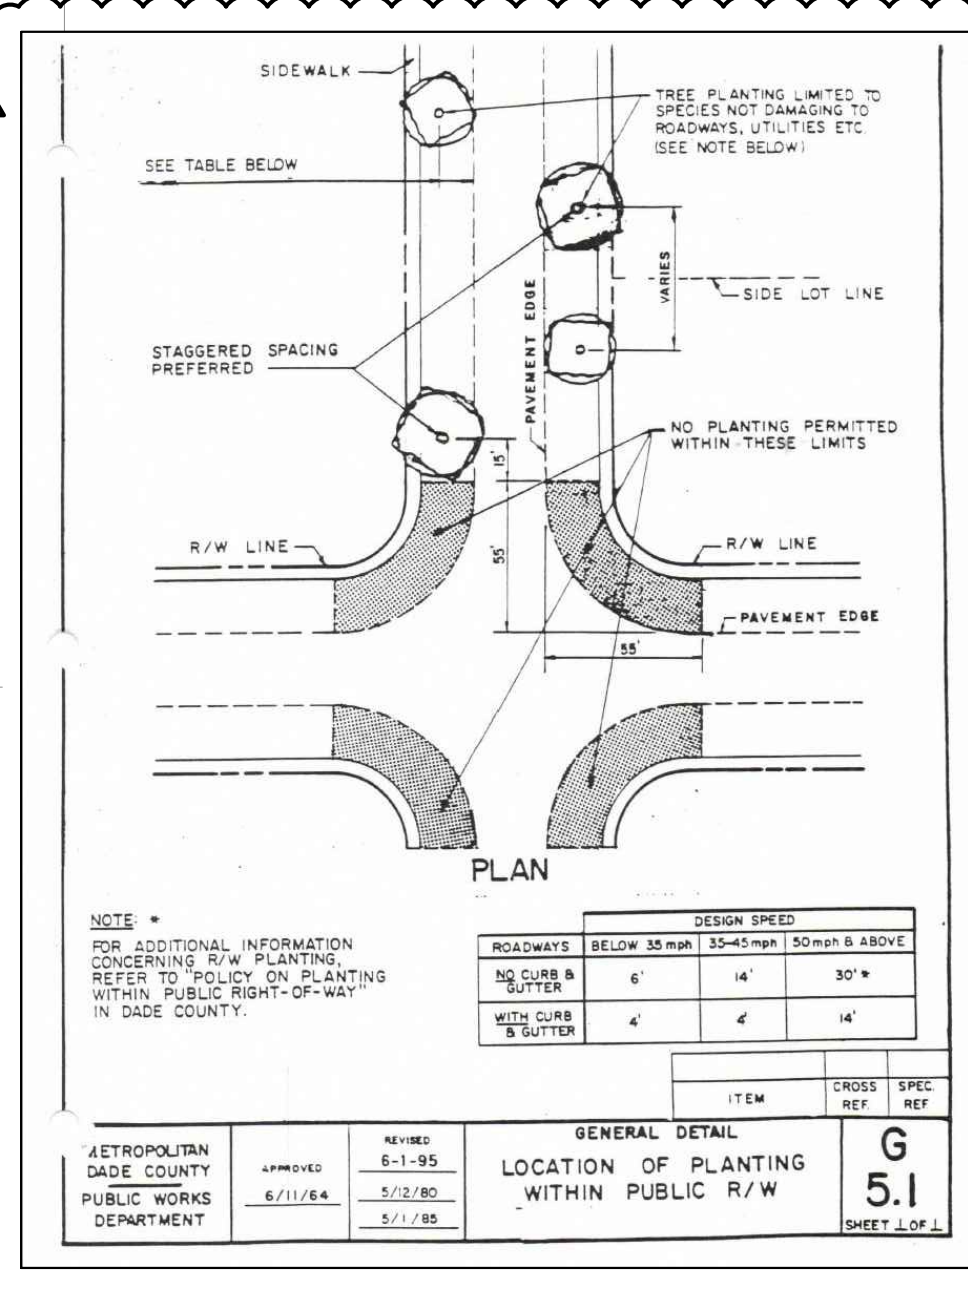 SIDEWALK
TREE PLANTING LIMITED TO
SPECIES NOT DAMAGING TO
ROADWAYS, UTILITIES ETC.
(SEE NOTE BELOW)
SEE TABLE BELOW
VARIES
SIDE LOT LINE
PAVEMENT EDGE
STAGGERED SPACING
PREFERRED
NO PLANTING PERMITTED
WITHIN THESE LIMITS
15'
R/W LINE
55'
R/W LINE
PAVEMENT EDGE
55'
PLAN
NOTE: *
FOR ADDITIONAL INFORMATION
CONCERNING R/W PLANTING,
REFER TO "POLICY ON PLANTING
WITHIN PUBLIC RIGHT-OF-WAY"
IN DADE COUNTY.
DESIGN SPEED
ROADWAYS BELOW 35 mph 35-45 mph 50 mph & ABOVE
NO CURB &
GUTTER 6' 14' 30' *
WITH CURB
& GUTTER 4' 4' 14'
ITEM CROSS REF. SPEC. REF
METROPOLITAN
DADE COUNTY
PUBLIC WORKS
DEPARTMENT
APPROVED
6/11/64
REVISED
6-1-95
5/12/80
5/1/85
GENERAL DETAIL
LOCATION OF PLANTING
WITHIN PUBLIC R/W
G
5.1
SHEET 1 OF 1